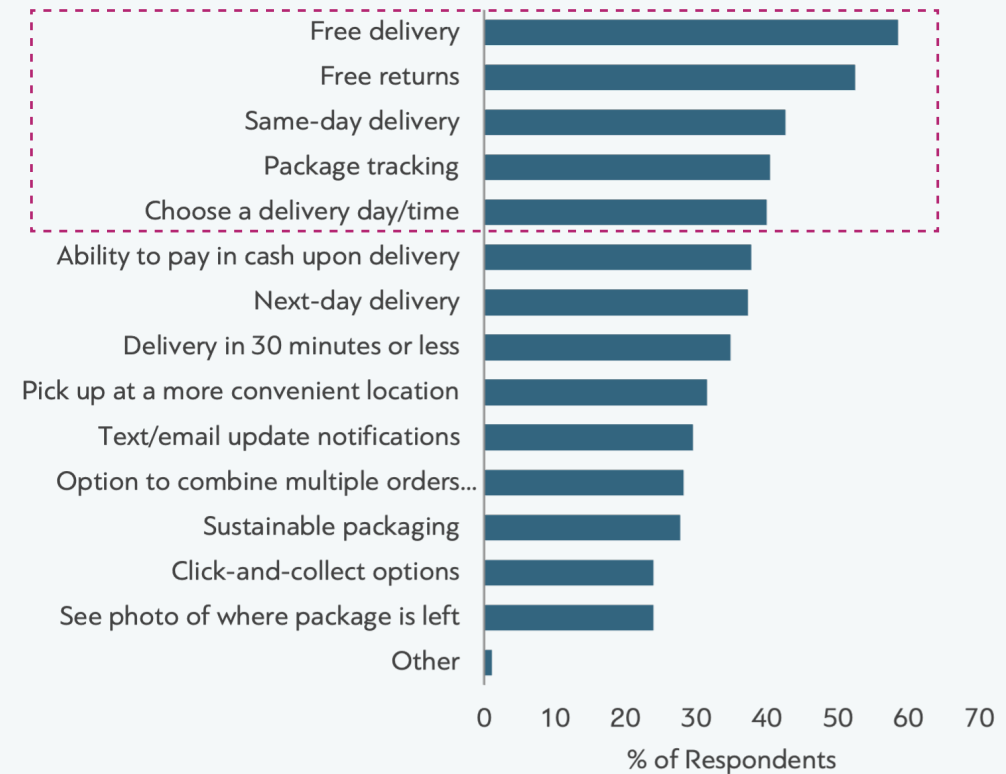 Free delivery
Free returns
Same-day delivery
Package tracking
Choose a delivery day/time
Ability to pay in cash upon delivery
Next-day delivery
Delivery in 30 minutes or less
Pick up at a more convenient location
Text/email update notifications
Option to combine multiple orders...
Sustainable packaging
Click-and-collect options
See photo of where package is left
Other
0 10 20 30 40 50 60 70
% of Respondents